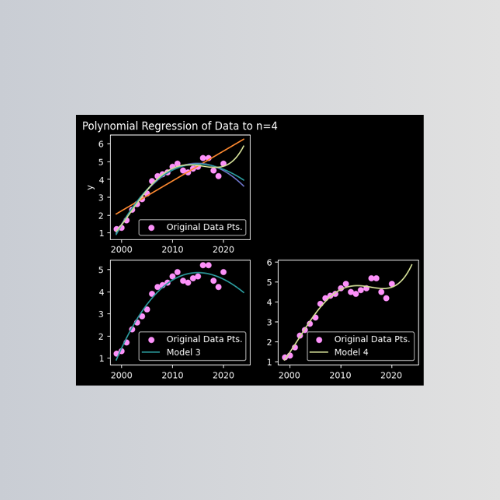 Polynomial Regression of Data to n=4
6
5
4
3
2
1
y
Original Data Pts.
2000 2010 2020
5
4
3
2
1
Original Data Pts.
Model 3
2000 2010 2020
6
5
4
3
2
1
Original Data Pts.
Model 4
2000 2010 2020